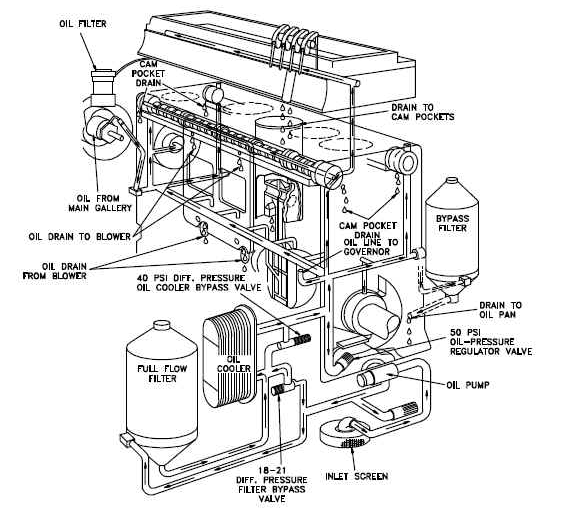 OIL FILTER
CAM
POCKET
DRAIN
DRAIN TO
CAM POCKETS
OIL FROM
MAIN GALLERY
OIL DRAIN TO BLOWER
CAM POCKET
DRAIN
OIL LINE TO
GOVERNOR
BYPASS
FILTER
OIL DRAIN
FROM BLOWER
40 PSI DIFF. PRESSURE
OIL COOLER BYPASS VALVE
DRAIN TO
OIL PAN
50 PSI
OIL-PRESSURE
REGULATOR VALVE
FULL FLOW
FILTER
OIL
COOLER
OIL PUMP
18-21
DIFF. PRESSURE
FILTER BYPASS
VALVE
INLET SCREEN